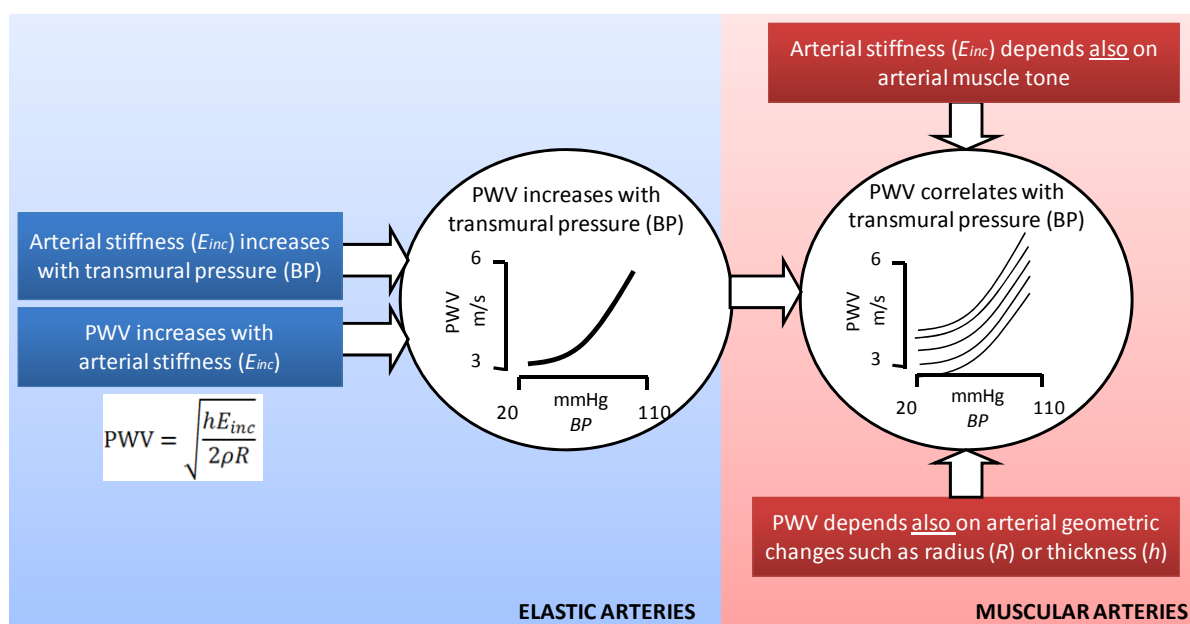 Arterial stiffness (Einc) increases
with transmural pressure (BP)
PWV increases with
arterial stiffness (Einc)
PWV = √(hEinc / 2ρR)
PWV increases with
transmural pressure (BP)
6
PWV
m/s
3
20
mmHg
110
BP
ELASTIC ARTERIES
Arterial stiffness (Einc) depends also on
arterial muscle tone
PWV correlates with
transmural pressure (BP)
6
PWV
m/s
3
20
mmHg
110
BP
PWV depends also on arterial geometric
changes such as radius (R) or thickness (h)
MUSCULAR ARTERIES